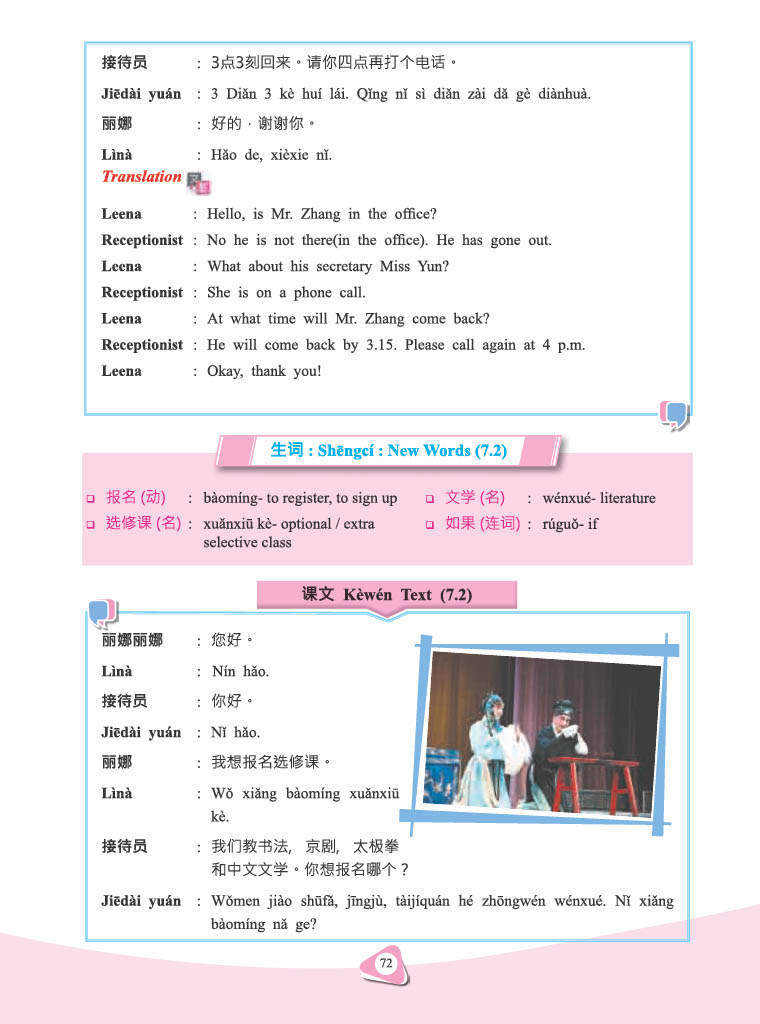 接待员 : 3点3刻回来。请你四点再打个电话。
Jiēdài yuán : 3 Diǎn 3 kè huí lái. Qǐng nǐ sì diǎn zài dǎ gè diànhuà.
丽娜 : 好的，谢谢你。
Lìnà : Hǎo de, xièxie nǐ.
Translation
Leena : Hello, is Mr. Zhang in the office?
Receptionist : No he is not there(in the office). He has gone out.
Leena : What about his secretary Miss Yun?
Receptionist : She is on a phone call.
Leena : At what time will Mr. Zhang come back?
Receptionist : He will come back by 3.15. Please call again at 4 p.m.
Leena : Okay, thank you!
生词 : Shēngcí : New Words (7.2)
报名 (动) : bàomíng- to register, to sign up
选修课 (名) : xuǎnxiū kè- optional / extra
selective class
文学 (名) : wénxué- literature
如果 (连词) : rúguǒ- if
课文 Kèwén Text (7.2)
丽娜丽娜 : 您好。
Lìnà : Nín hǎo.
接待员 : 你好。
Jiēdài yuán : Nǐ hǎo.
丽娜 : 我想报名选修课。
Lìnà : Wǒ xiǎng bàomíng xuǎnxiū
kè.
接待员 : 我们教书法, 京剧, 太极拳
和中文文学。你想报名哪个？
Jiēdài yuán : Wǒmen jiào shūfǎ, jīngjù, tàijíquán hé zhōngwén wénxué. Nǐ xiǎng
bàomíng nǎ ge?
72